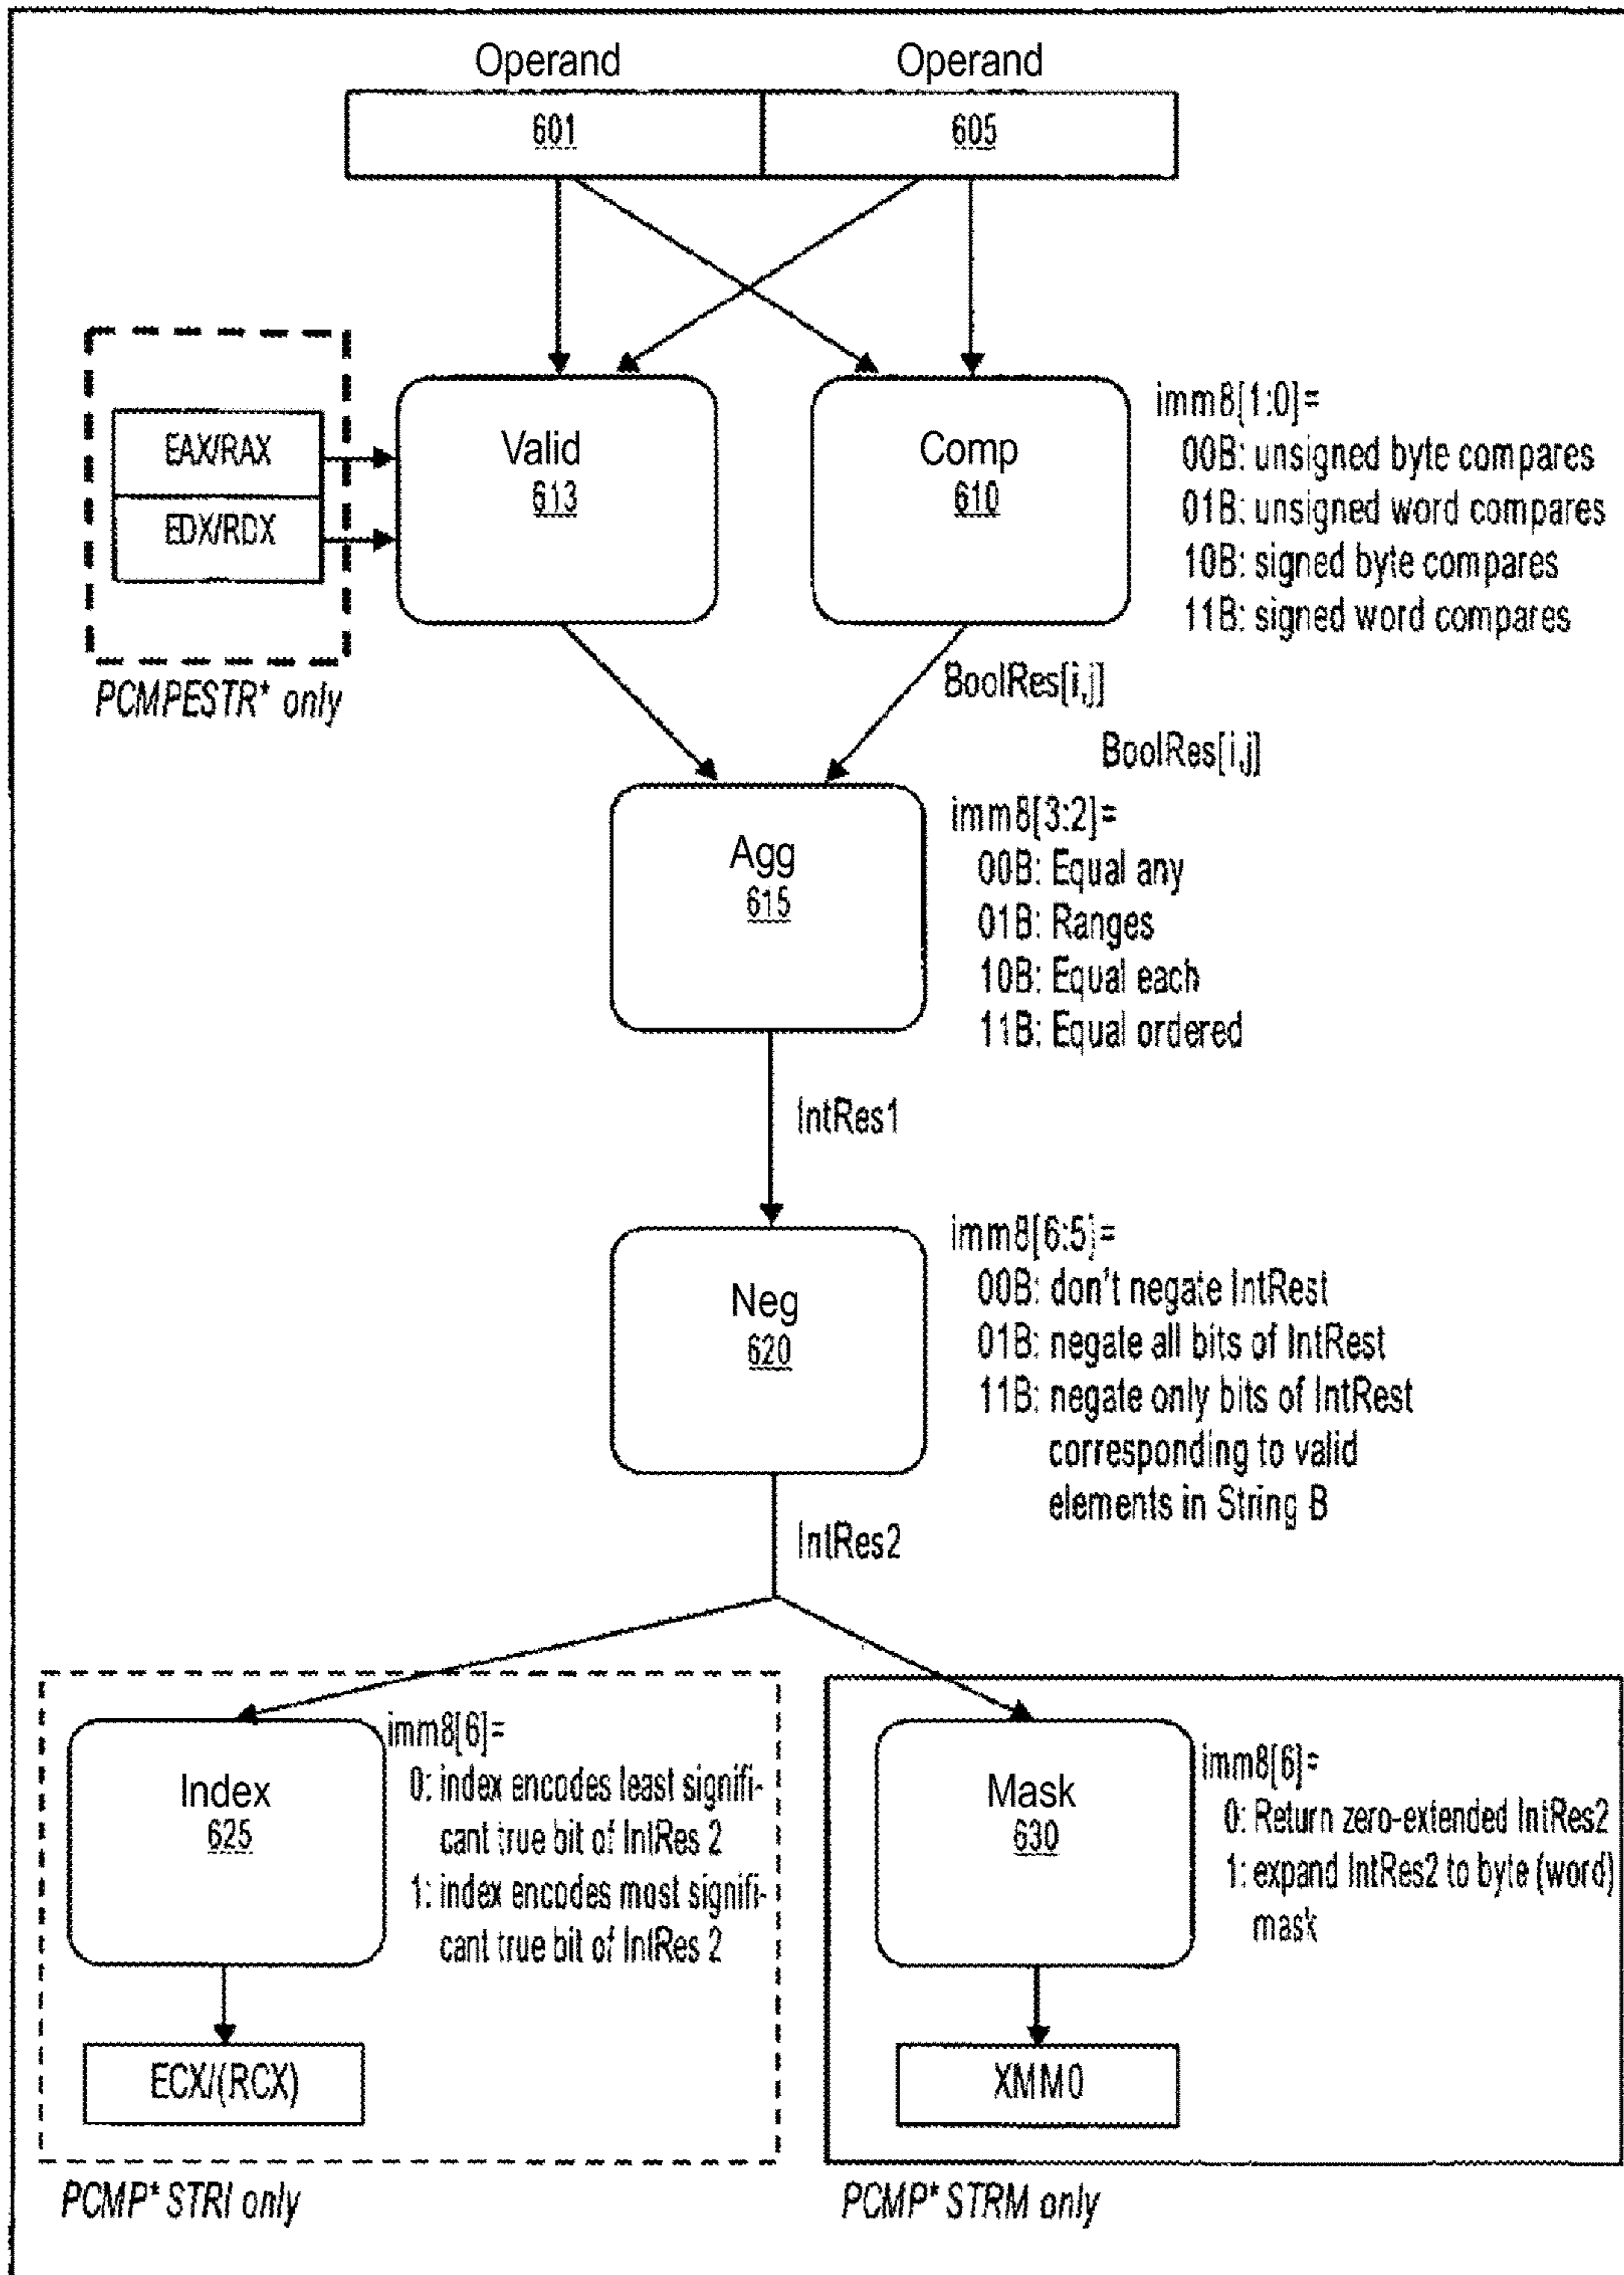 Operand Operand
601 605
EAX/RAX
EDX/RDX
PCMPESTR* only
Valid
613
Comp
610
imm8[1:0]=
00B: unsigned byte compares
01B: unsigned word compares
10B: signed byte compares
11B: signed word compares
BoolRes[i,j]
BoolRes[i,j]
Agg
615
imm8[3:2]=
00B: Equal any
01B: Ranges
10B: Equal each
11B: Equal ordered
IntRes1
Neg
620
imm8[6:5]=
00B: don't negate IntRest
01B: negate all bits of IntRest
11B: negate only bits of IntRest
corresponding to valid
elements in String B
IntRes2
Index
625
imm8[6]=
0: index encodes least signifi-
cant true bit of IntRes 2
1: index encodes most signifi-
cant true bit of IntRes 2
ECX/(RCX)
PCMP* STRI only
Mask
630
imm8[6]=
0: Return zero-extended IntRes2
1: expand IntRes2 to byte (word)
mask
XMM0
PCMP* STRM only